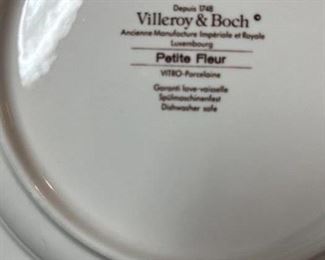 Depuis 1748
Villeroy & Boch ©
Ancienne Manufacture Impériale et Royale
Luxembourg
Petite Fleur
VITRO-Porcelaine
Garanti lave-vaisselle
Spülmaschinenfest
Dishwasher safe